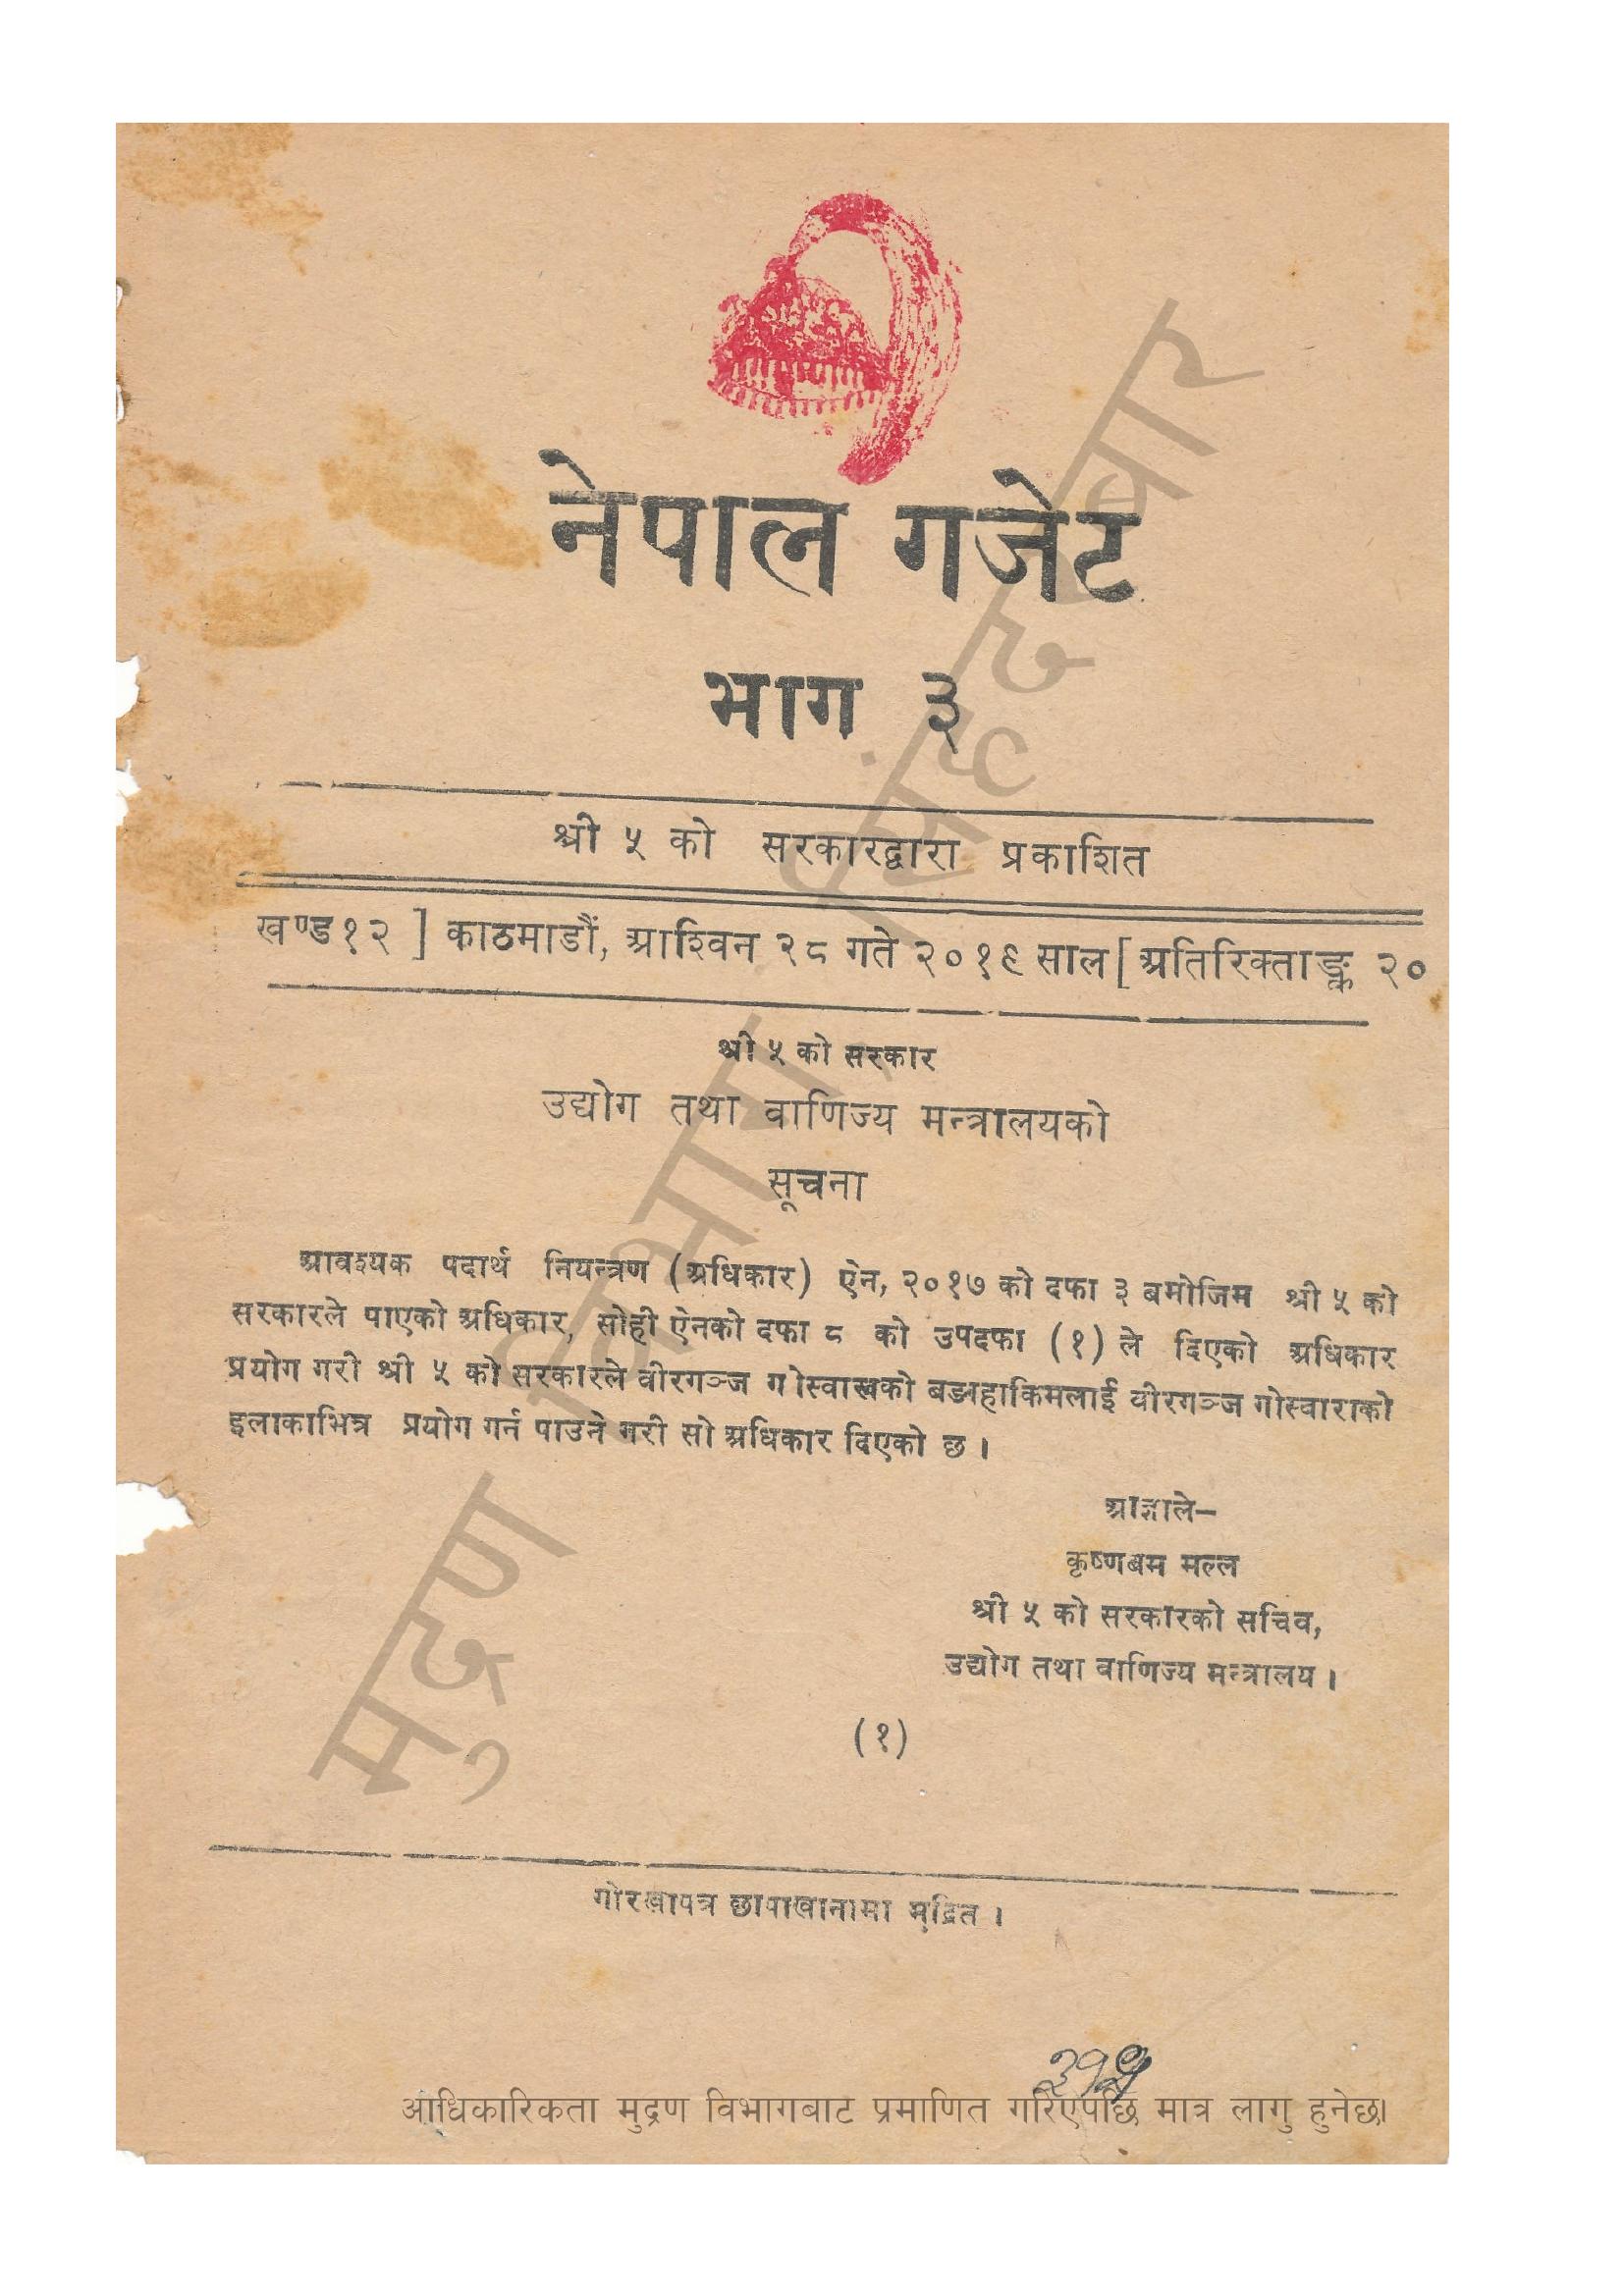 नेपाल गजेट
भाग ३
श्री ५ को सरकारद्वारा प्रकाशित
खण्ड १२ ] काठमाडौं, आश्विन २८ गते २०१९ साल [ अतिरिक्ताङ्क २०
श्री ५ को सरकार
उद्योग तथा वाणिज्य मन्त्रालयको
सूचना
आवश्यक पदार्थ नियन्त्रण (अधिकार) ऐन, २०१७ को दफा ३ बमोजिम श्री ५ को
सरकारले पाएको अधिकार, सोही ऐनको दफा ८ को उपदफा (१) ले दिएको अधिकार
प्रयोग गरी श्री ५ को सरकारले वीरगञ्ज गोस्वाराको बडाहाकिमलाई वीरगञ्ज गोस्वाराको
इलाकाभित्र प्रयोग गर्न पाउने गरी सो अधिकार दिएको छ ।
आज्ञाले—
कृष्णबम मल्ल
श्री ५ को सरकारको सचिव,
उद्योग तथा वाणिज्य मन्त्रालय ।
(१)
गोरखापत्र छापाखानामा मुद्रित ।
मुद्रण विभाग, सिंहदरबार
आधिकारिकता मुद्रण विभागबाट प्रमाणित गरिएपछि मात्र लागु हुनेछ।